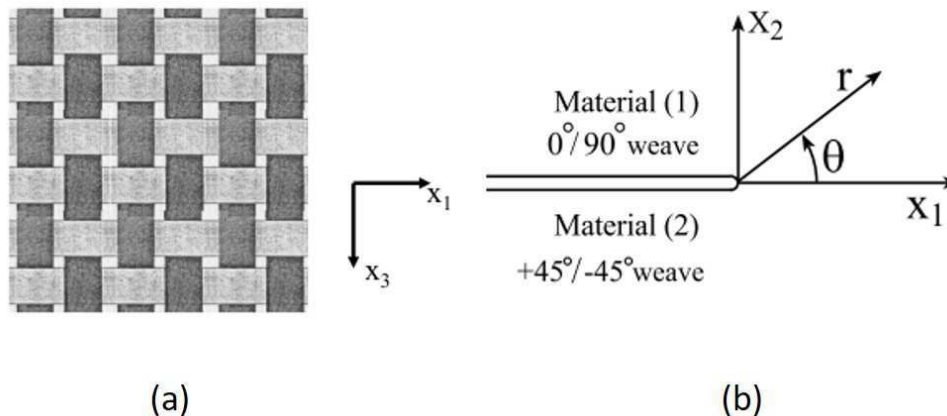 x₁
x₃
(a)
X₂
r
θ
X₁
Material (1)
0°/90° weave
Material (2)
+45°/-45° weave
(b)